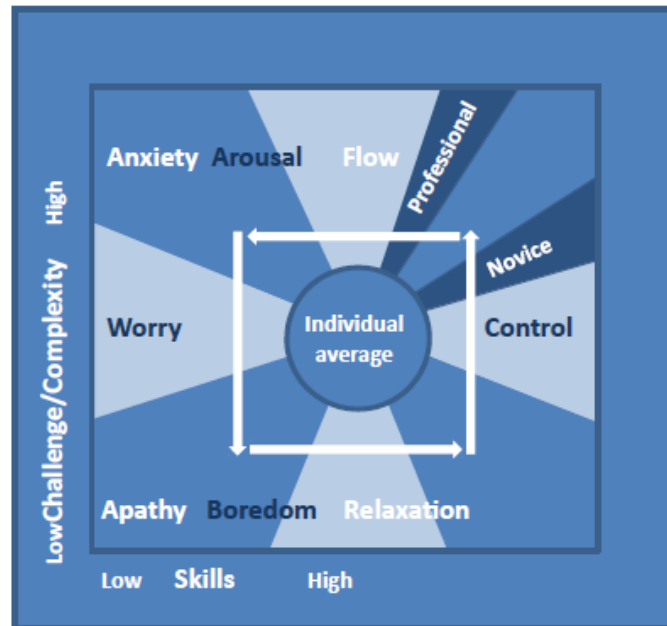 Anxiety Arousal Flow
Professional
Novice
High
LowChallenge/Complexity
Worry
Individual
average
Control
Apathy Boredom Relaxation
Low Skills High